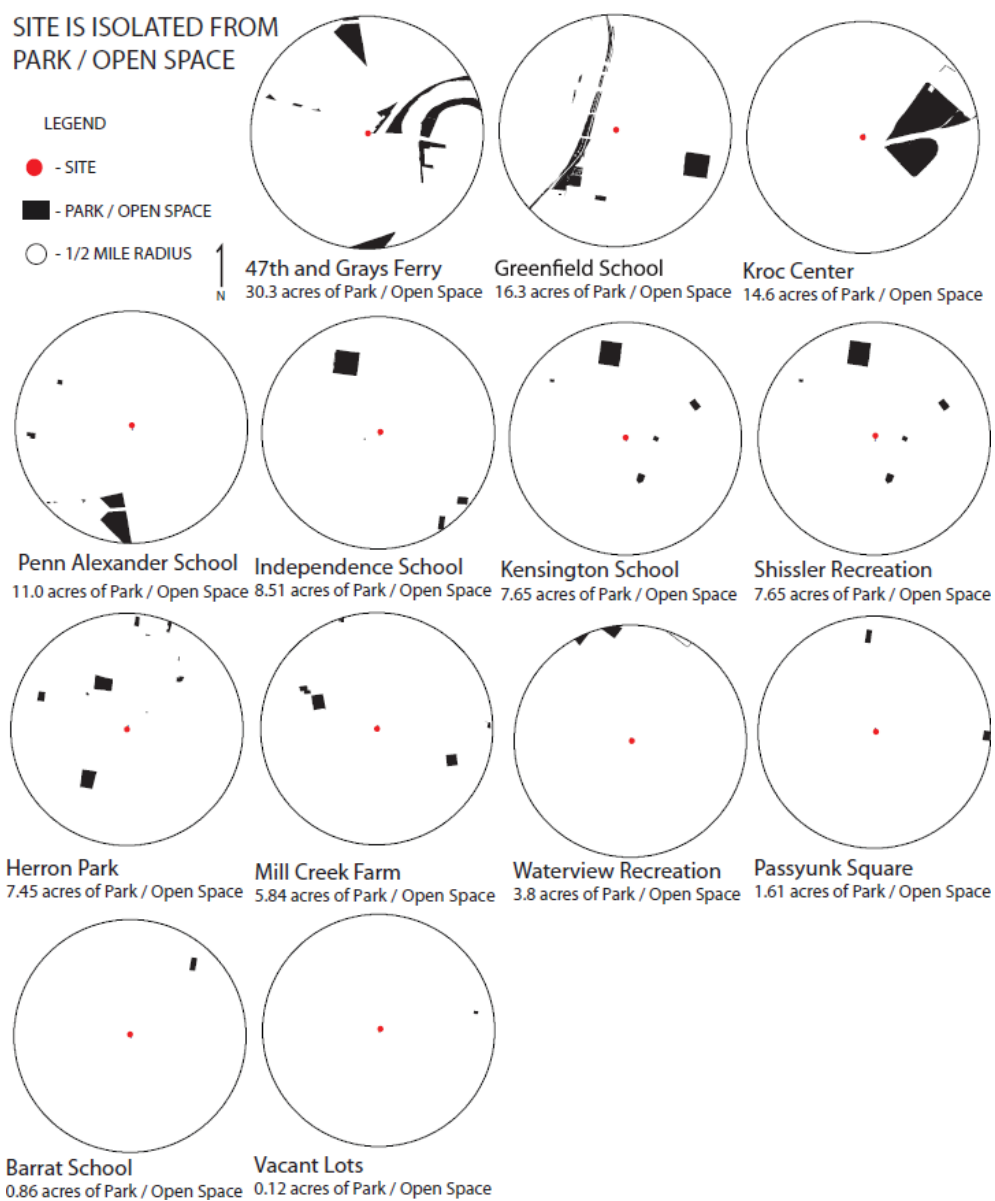 SITE IS ISOLATED FROM
PARK / OPEN SPACE
LEGEND
- SITE
- PARK / OPEN SPACE
- 1/2 MILE RADIUS
N
47th and Grays Ferry
30.3 acres of Park / Open Space
Greenfield School
16.3 acres of Park / Open Space
Kroc Center
14.6 acres of Park / Open Space
Penn Alexander School
11.0 acres of Park / Open Space
Independence School
8.51 acres of Park / Open Space
Kensington School
7.65 acres of Park / Open Space
Shissler Recreation
7.65 acres of Park / Open Space
Herron Park
7.45 acres of Park / Open Space
Mill Creek Farm
5.84 acres of Park / Open Space
Waterview Recreation
3.8 acres of Park / Open Space
Passyunk Square
1.61 acres of Park / Open Space
Barrat School
0.86 acres of Park / Open Space
Vacant Lots
0.12 acres of Park / Open Space